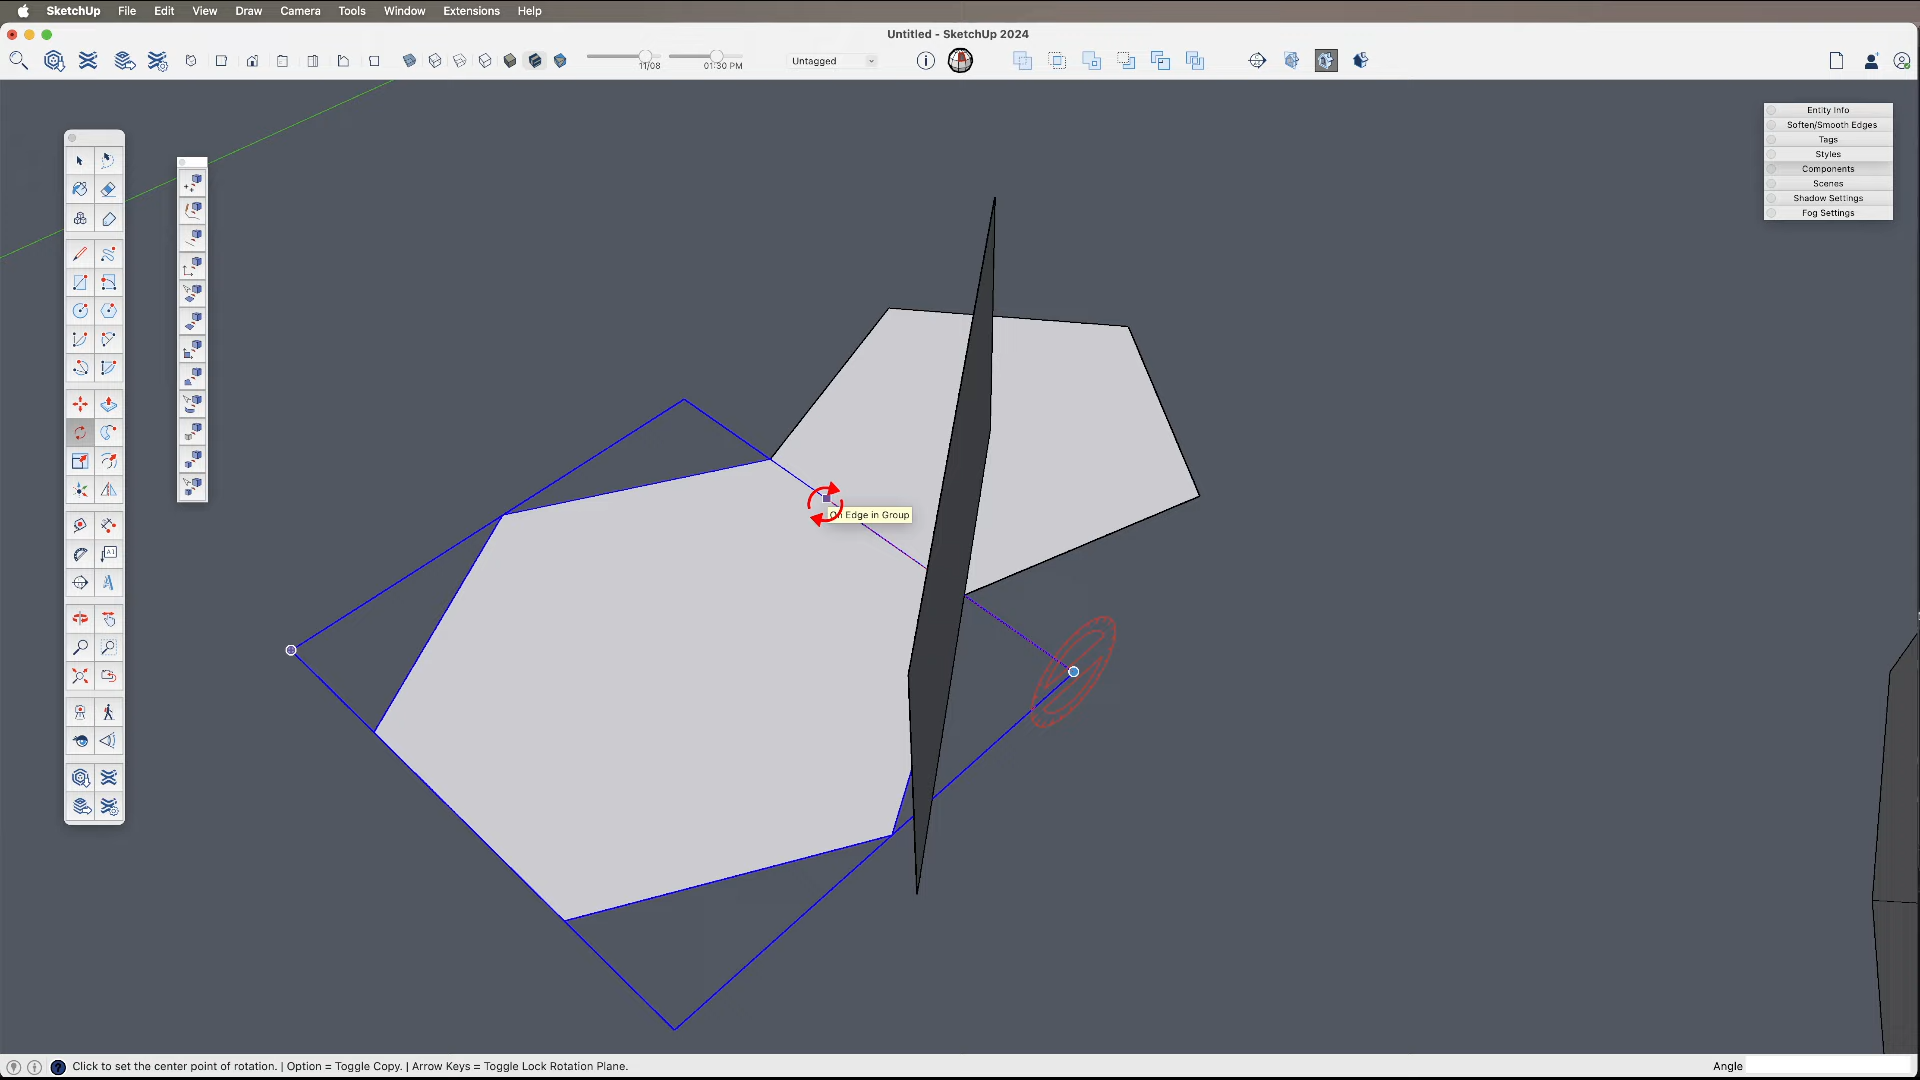 SketchUp File Edit View Draw Camera Tools Window Extensions Help
Untitled - SketchUp 2024
11/08 01:30 PM Untagged
Entity Info
Soften/Smooth Edges
Tags
Styles
Components
Scenes
Shadow Settings
Fog Settings
On Edge in Group
A1
Click to set the center point of rotation. | Option = Toggle Copy. | Arrow Keys = Toggle Lock Rotation Plane. Angle